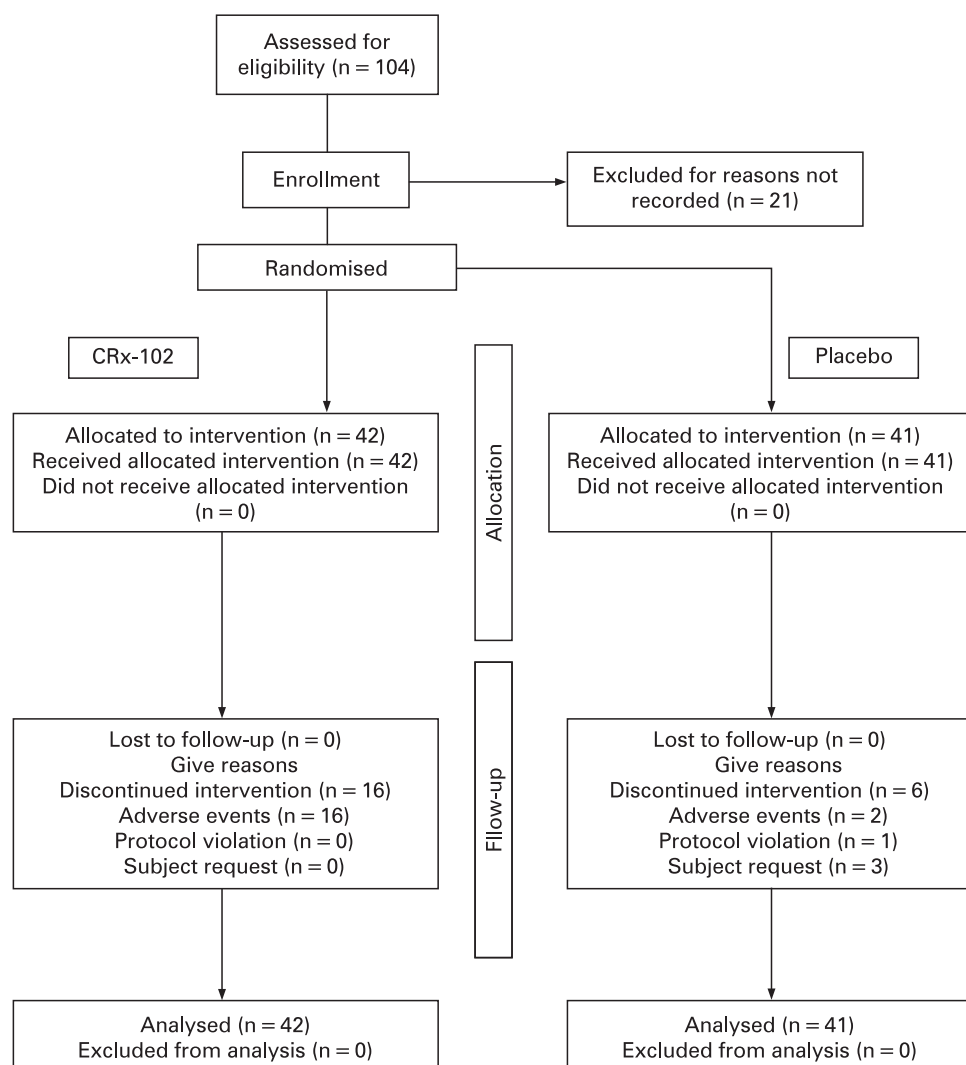 Assessed for
eligibility (n = 104)
Enrollment
Excluded for reasons not
recorded (n = 21)
Randomised
CRx-102
Placebo
Allocation
Allocated to intervention (n = 42)
Received allocated intervention (n = 42)
Did not receive allocated intervention
(n = 0)
Allocated to intervention (n = 41)
Received allocated intervention (n = 41)
Did not receive allocated intervention
(n = 0)
Fllow-up
Lost to follow-up (n = 0)
Give reasons
Discontinued intervention (n = 16)
Adverse events (n = 16)
Protocol violation (n = 0)
Subject request (n = 0)
Lost to follow-up (n = 0)
Give reasons
Discontinued intervention (n = 6)
Adverse events (n = 2)
Protocol violation (n = 1)
Subject request (n = 3)
Analysed (n = 42)
Excluded from analysis (n = 0)
Analysed (n = 41)
Excluded from analysis (n = 0)